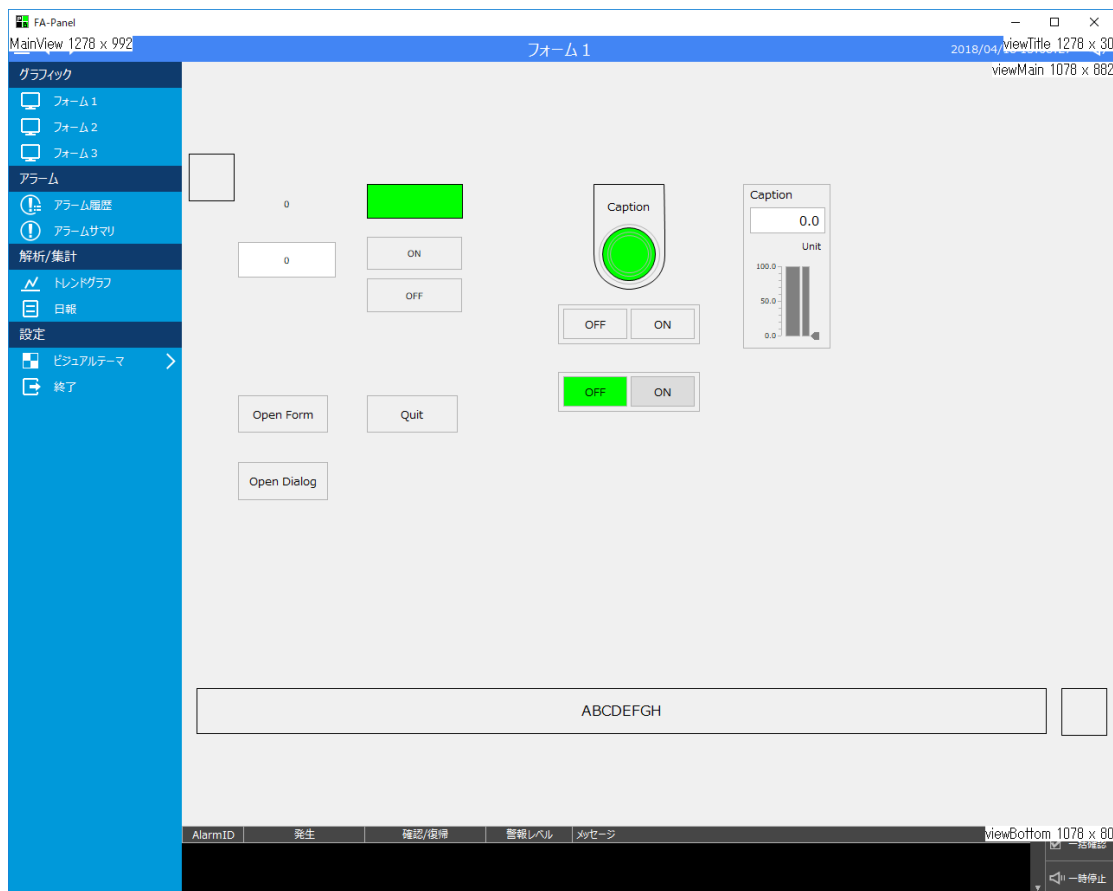 FA-Panel
MainView 1278 x 992
フォーム 1
2018/04/
viewTitle 1278 x 30
viewMain 1078 x 882
グラフィック
フォーム 1
フォーム 2
フォーム 3
アラーム
アラーム履歴
アラームサマリ
解析/集計
トレンドグラフ
日報
設定
ビジュアルテーマ
終了
0
0
ON
OFF
Open Form
Quit
Open Dialog
Caption
OFF ON
OFF ON
Caption
0.0
Unit
100.0
50.0
0.0
ABCDEFGH
AlarmID 発生 確認/復帰 警報レベル メッセージ
viewBottom 1078 x 80
一括確認
一時停止